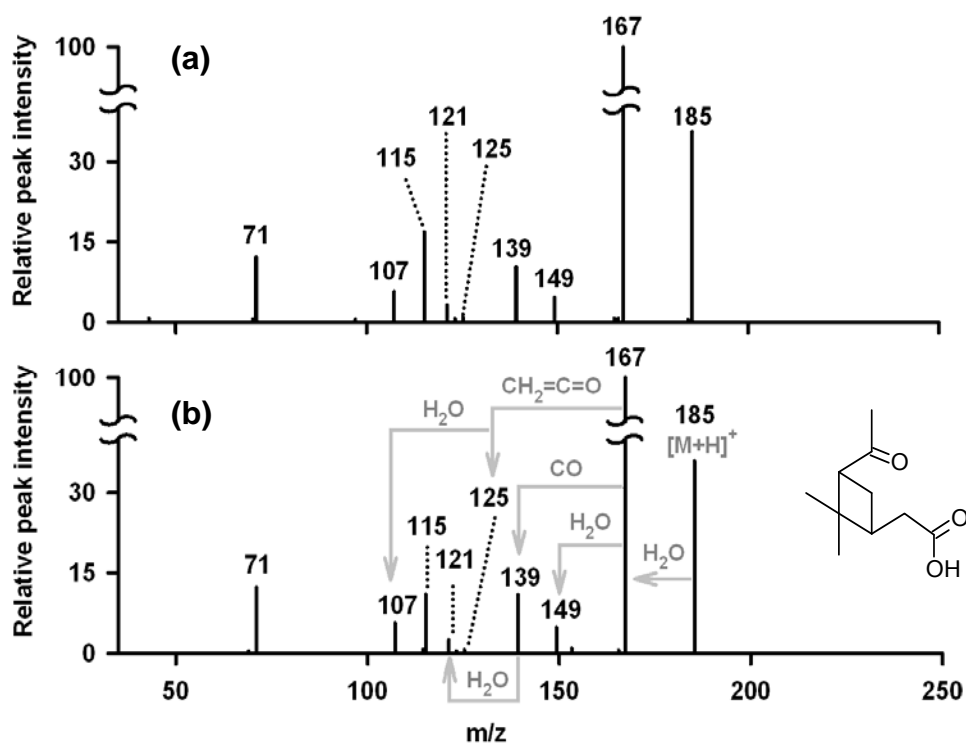 (a)
Relative peak intensity
100
30
15
0
71
107
115
121
125
139
149
167
185
(b)
Relative peak intensity
100
30
15
0
71
107
115
121
125
139
149
167
185
[M+H]⁺
CH₂=C=O
H₂O
CO
H₂O
H₂O
H₂O
O
O
OH
50
100
150
200
250
m/z